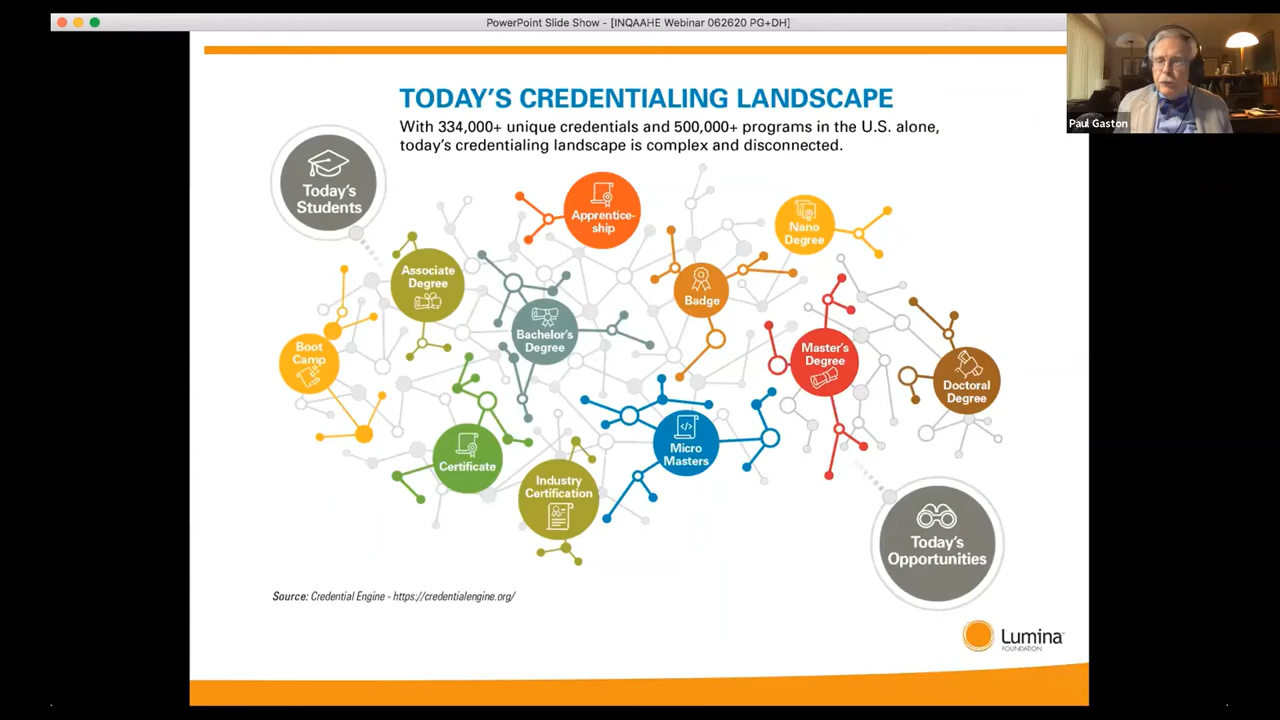 PowerPoint Slide Show - [INQAAHE Webinar 062620 PG+DH]
Paul Gaston
TODAY'S CREDENTIALING LANDSCAPE
With 334,000+ unique credentials and 500,000+ programs in the U.S. alone,
today's credentialing landscape is complex and disconnected.
Today's
Students
Apprentice-
ship
Nano
Degree
Associate
Degree
Badge
Bachelor's
Degree
Boot
Camp
Master's
Degree
Doctoral
Degree
Certificate
Micro
Masters
Industry
Certification
Today's
Opportunities
Source: Credential Engine - https://credentialengine.org/
Lumina
FOUNDATION